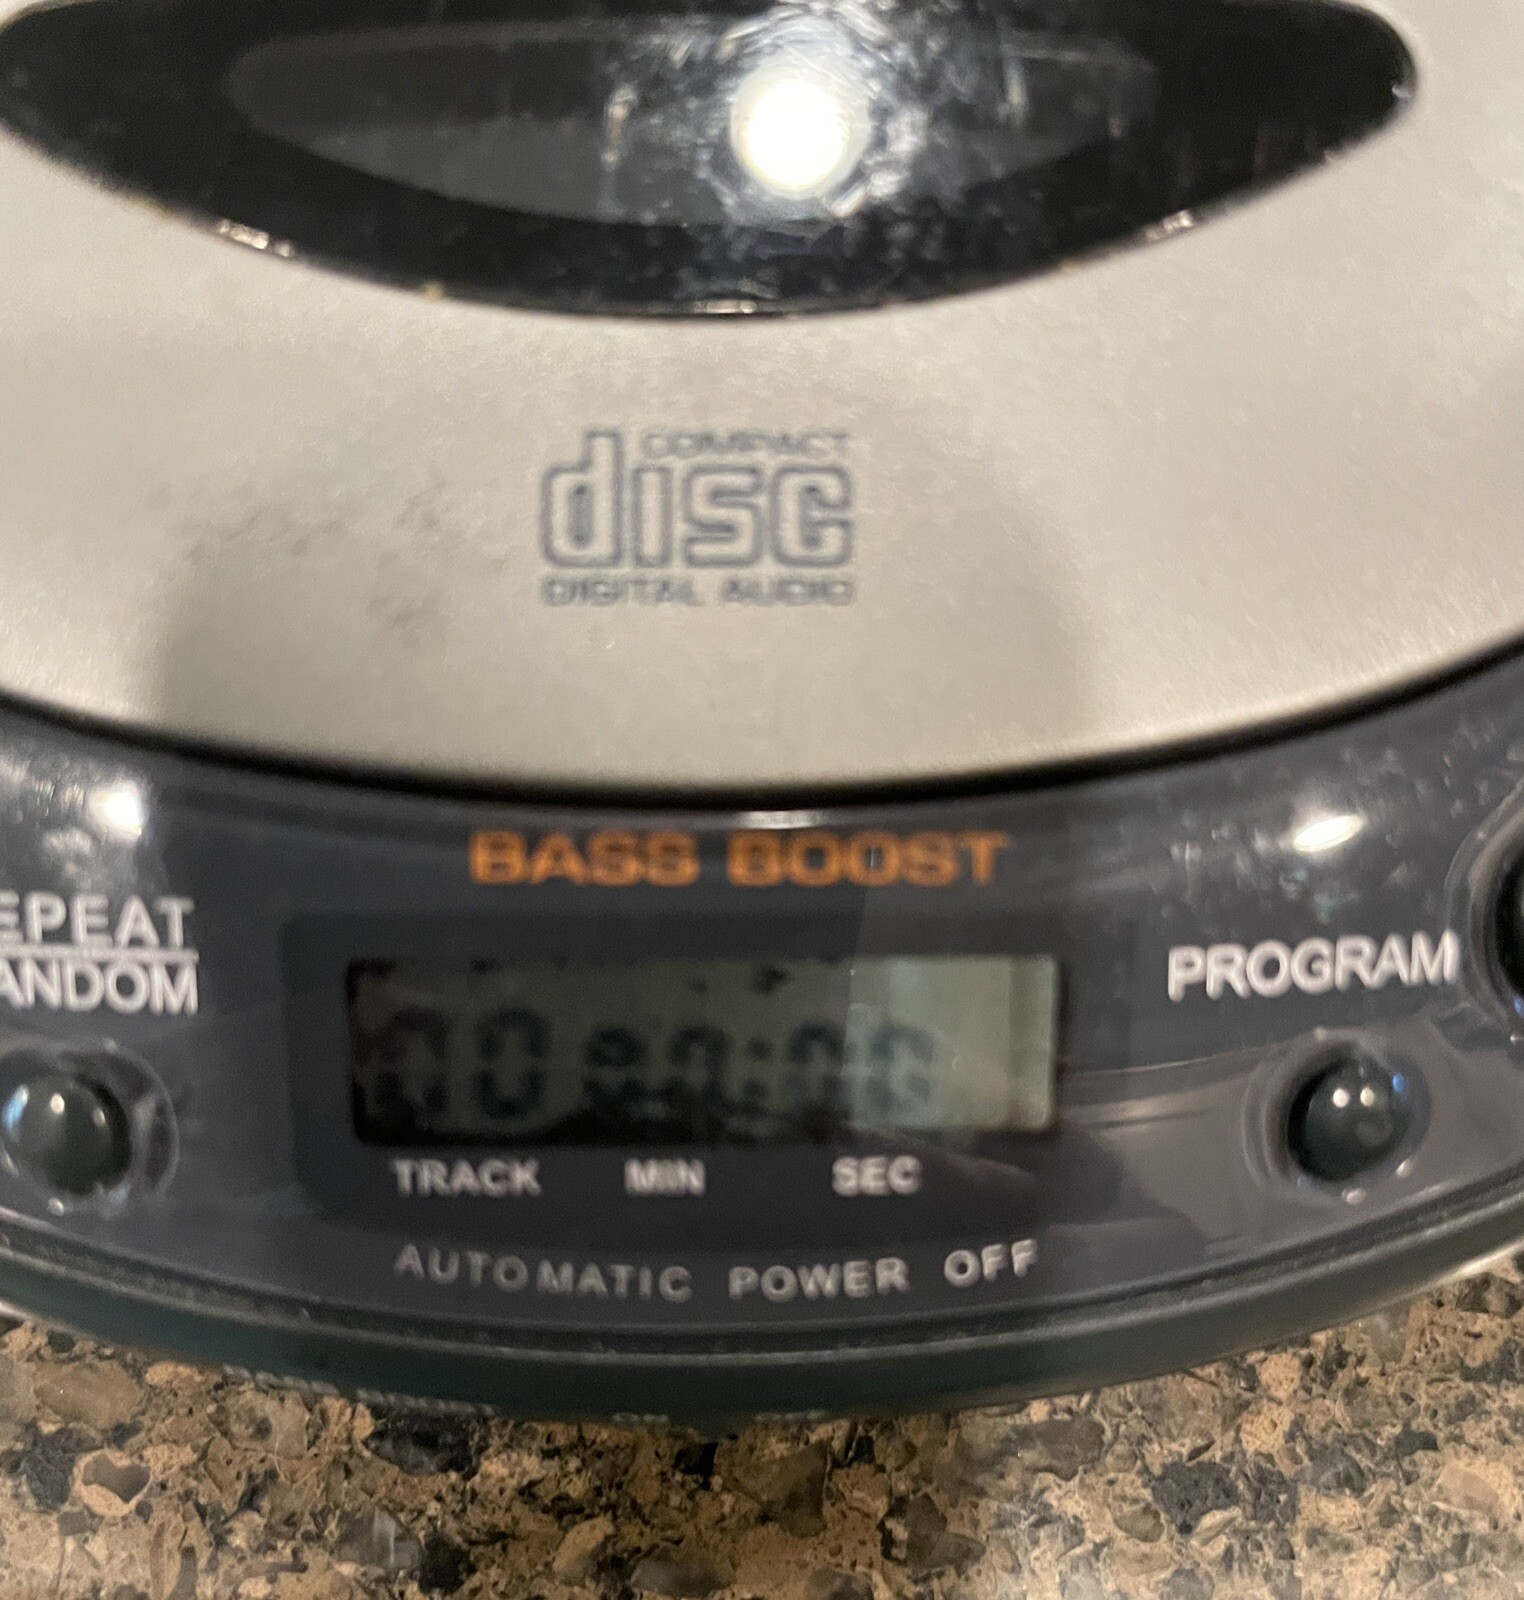 COMPACT
disc
DIGITAL AUDIO
BASS BOOST
EPEAT
ANDOM
PROGRAM
TRACK MIN SEC
AUTOMATIC POWER OFF